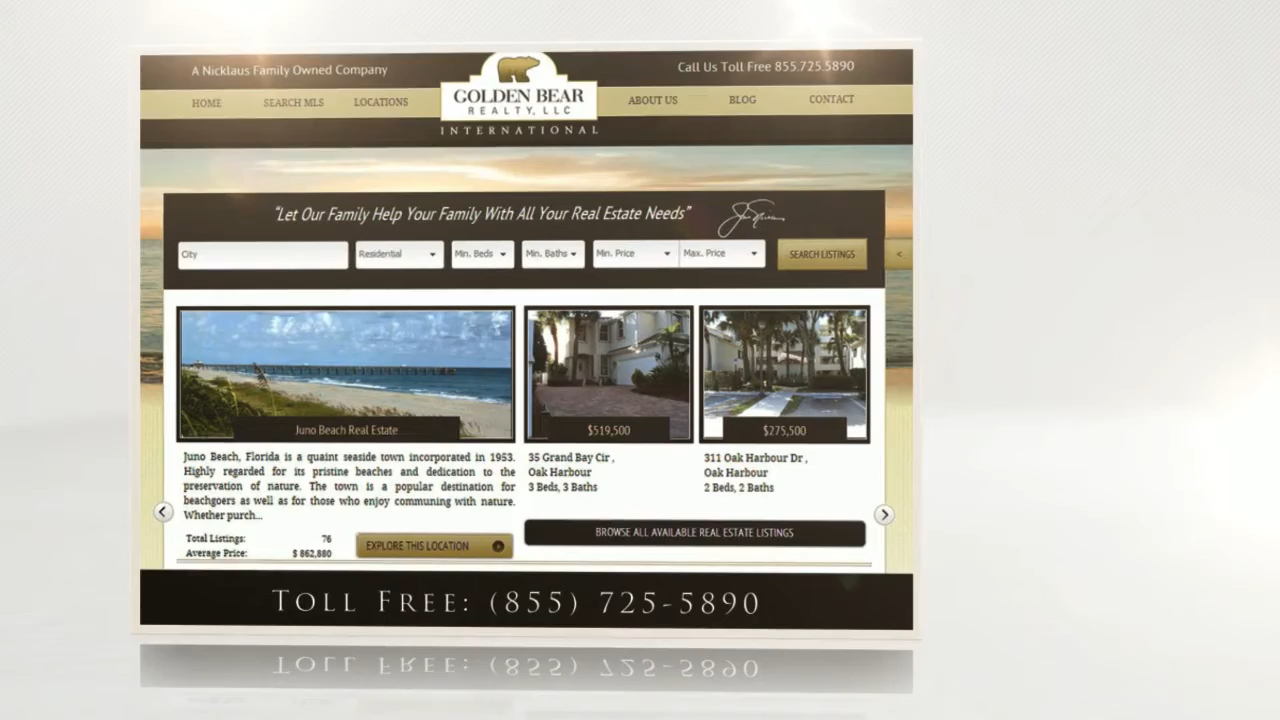 A Nicklaus Family Owned Company
Call Us Toll Free 855.725.5890
HOME SEARCH MLS LOCATIONS
GOLDEN BEAR
REALTY, LLC
INTERNATIONAL
ABOUT US BLOG CONTACT
“Let Our Family Help Your Family With All Your Real Estate Needs”
City Residential Min. Beds Min. Baths Min. Price Max. Price SEARCH LISTINGS <
Juno Beach Real Estate
Juno Beach, Florida is a quaint seaside town incorporated in 1953.
Highly regarded for its pristine beaches and dedication to the
preservation of nature. The town is a popular destination for
beachgoers as well as for those who enjoy communing with nature.
Whether purch...
Total Listings: 76
Average Price: $ 862,880
EXPLORE THIS LOCATION
$519,500
35 Grand Bay Cir ,
Oak Harbour
3 Beds, 3 Baths
$275,500
311 Oak Harbour Dr ,
Oak Harbour
2 Beds, 2 Baths
BROWSE ALL AVAILABLE REAL ESTATE LISTINGS
TOLL FREE: (855) 725-5890